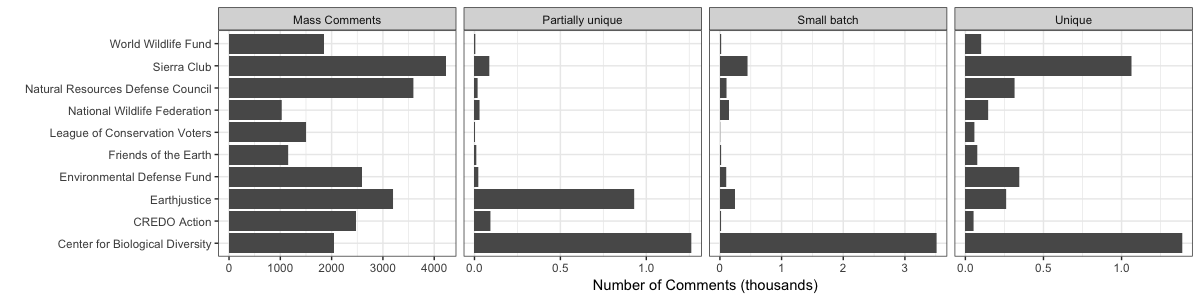 Mass Comments
Partially unique
Small batch
Unique
World Wildlife Fund
Sierra Club
Natural Resources Defense Council
National Wildlife Federation
League of Conservation Voters
Friends of the Earth
Environmental Defense Fund
Earthjustice
CREDO Action
Center for Biological Diversity
0 1000 2000 3000 4000
0.0 0.5 1.0
0 1 2 3
0.0 0.5 1.0
Number of Comments (thousands)